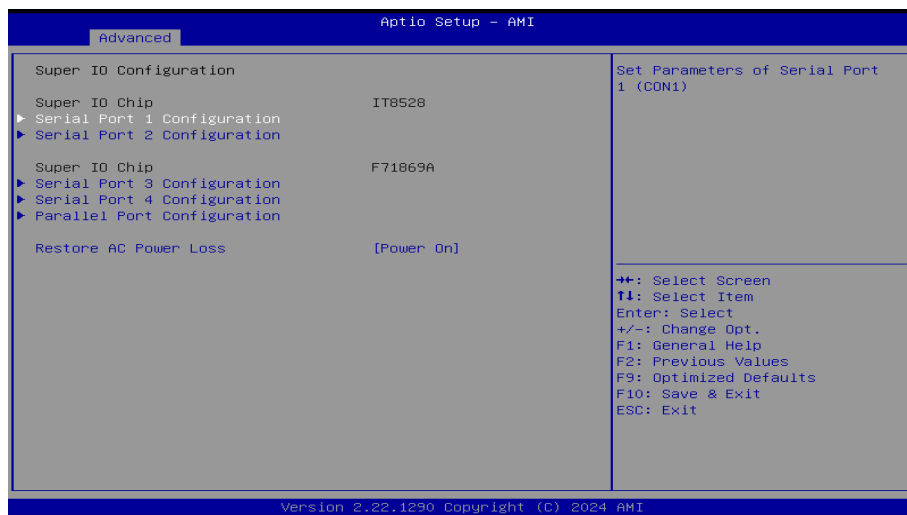 Aptio Setup - AMI
Advanced
Super IO Configuration
Super IO Chip IT8528
► Serial Port 1 Configuration
► Serial Port 2 Configuration
Super IO Chip F71869A
► Serial Port 3 Configuration
► Serial Port 4 Configuration
► Parallel Port Configuration
Restore AC Power Loss [Power On]
Set Parameters of Serial Port
1 (CON1)
→←: Select Screen
↑↓: Select Item
Enter: Select
+/-: Change Opt.
F1: General Help
F2: Previous Values
F9: Optimized Defaults
F10: Save & Exit
ESC: Exit
Version 2.22.1290 Copyright (C) 2024 AMI